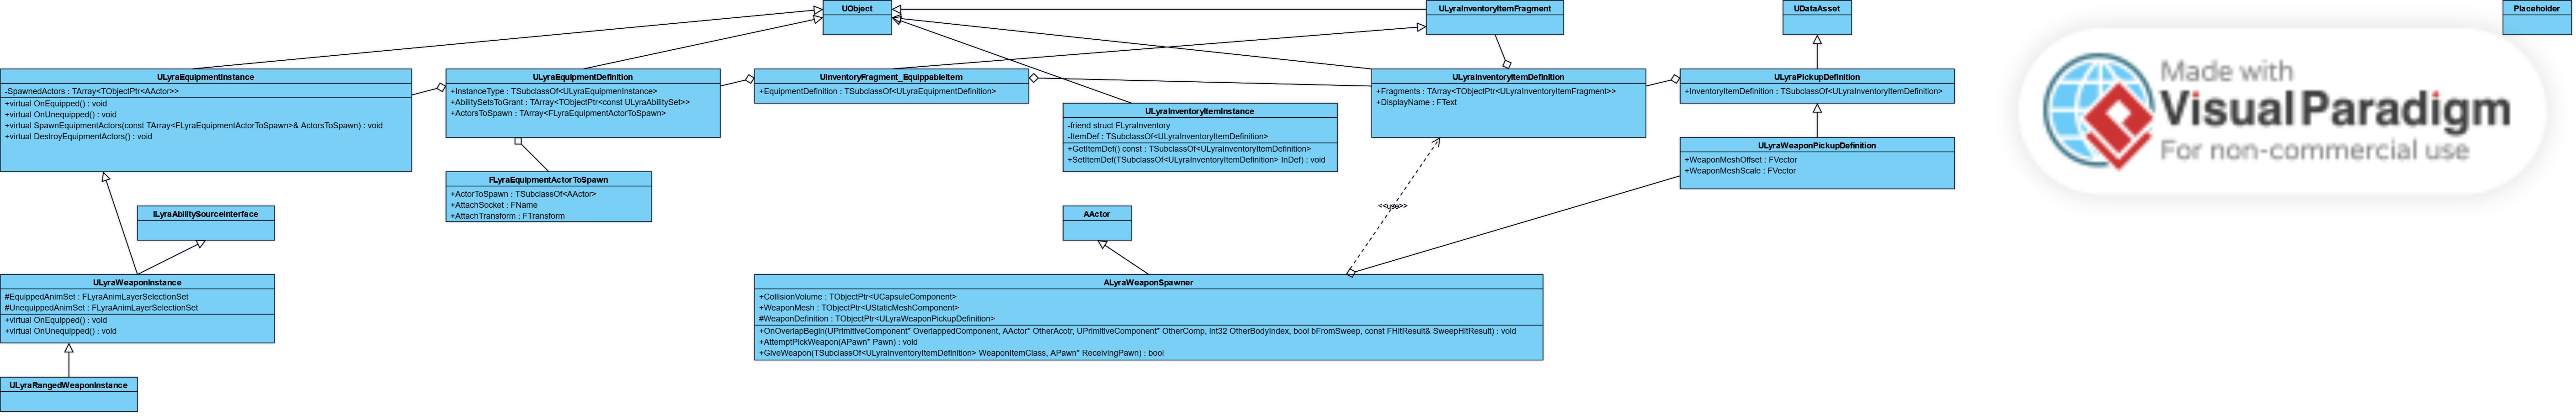 UObject
ULyraInventoryItemFragment
UDataAsset
Placeholder
ULyraEquipmentInstance
-SpawnedActors : TArray<TObjectPtr<AActor>>
+virtual OnEquipped() : void
+virtual OnUnequipped() : void
+virtual SpawnEquipmentActors(const TArray<FLyraEquipmentActorToSpawn>& ActorsToSpawn) : void
+virtual DestroyEquipmentActors() : void
ULyraEquipmentDefinition
+InstanceType : TSubclassOf<ULyraEquipmenInstance>
+AbilitySetsToGrant : TArray<TObjectPtr<const ULyraAbilitySet>>
+ActorsToSpawn : TArray<FLyraEquipmentActorToSpawn>
UInventoryFragment_EquippableItem
+EquipmentDefinition : TSubclassOf<ULyraEquipmentDefinition>
ULyraInventoryItemDefinition
+Fragments : TArray<TObjectPtr<ULyraInventoryItemFragment>>
+DisplayName : FText
ULyraPickupDefinition
+InventoryItemDefinition : TSubclassOf<ULyraInventoryItemDefinition>
ULyraInventoryItemInstance
-friend struct FLyraInventory
-ItemDef : TSubclassOf<ULyraInventoryItemDefinition>
+GetItemDef() const : TSubclassOf<ULyraInventoryItemDefinition>
+SetItemDef(TSubclassOf<ULyraInventoryItemDefinition> InDef) : void
ULyraWeaponPickupDefinition
+WeaponMeshOffset : FVector
+WeaponMeshScale : FVector
FLyraEquipmentActorToSpawn
+ActorToSpawn : TSubclassOf<AActor>
+AttachSocket : FName
+AttachTransform : FTransform
ILyraAbilitySourceInterface
AActor
<<use>>
ULyraWeaponInstance
#EquippedAnimSet : FLyraAnimLayerSelectionSet
#UnequippedAnimSet : FLyraAnimLayerSelectionSet
+virtual OnEquipped() : void
+virtual OnUnequipped() : void
ALyraWeaponSpawner
+CollisionVolume : TObjectPtr<UCapsuleComponent>
+WeaponMesh : TObjectPtr<UStaticMeshComponent>
#WeaponDefinition : TObjectPtr<ULyraWeaponPickupDefinition>
+OnOverlapBegin(UPrimitiveComponent* OverlappedComponent, AActor* OtherAcotr, UPrimitiveComponent* OtherComp, int32 OtherBodyIndex, bool bFromSweep, const FHitResult& SweepHitResult) : void
+AttemptPickWeapon(APawn* Pawn) : void
+GiveWeapon(TSubclassOf<ULyraInventoryItemDefinition> WeaponItemClass, APawn* ReceivingPawn) : bool
ULyraRangedWeaponInstance
Made with
Visual Paradigm
For non-commercial use